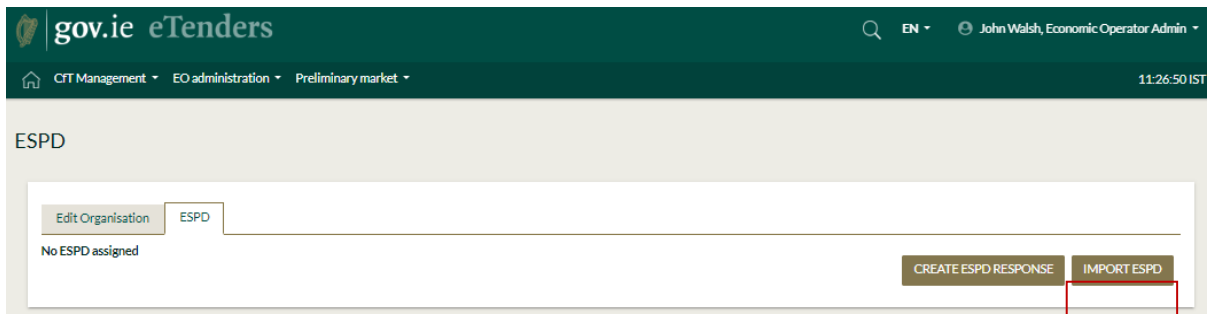 gov.ie eTenders
EN John Walsh, Economic Operator Admin
CfT Management EO administration Preliminary market 11:26:50 IST
ESPD
Edit Organisation ESPD
No ESPD assigned
CREATE ESPD RESPONSE IMPORT ESPD